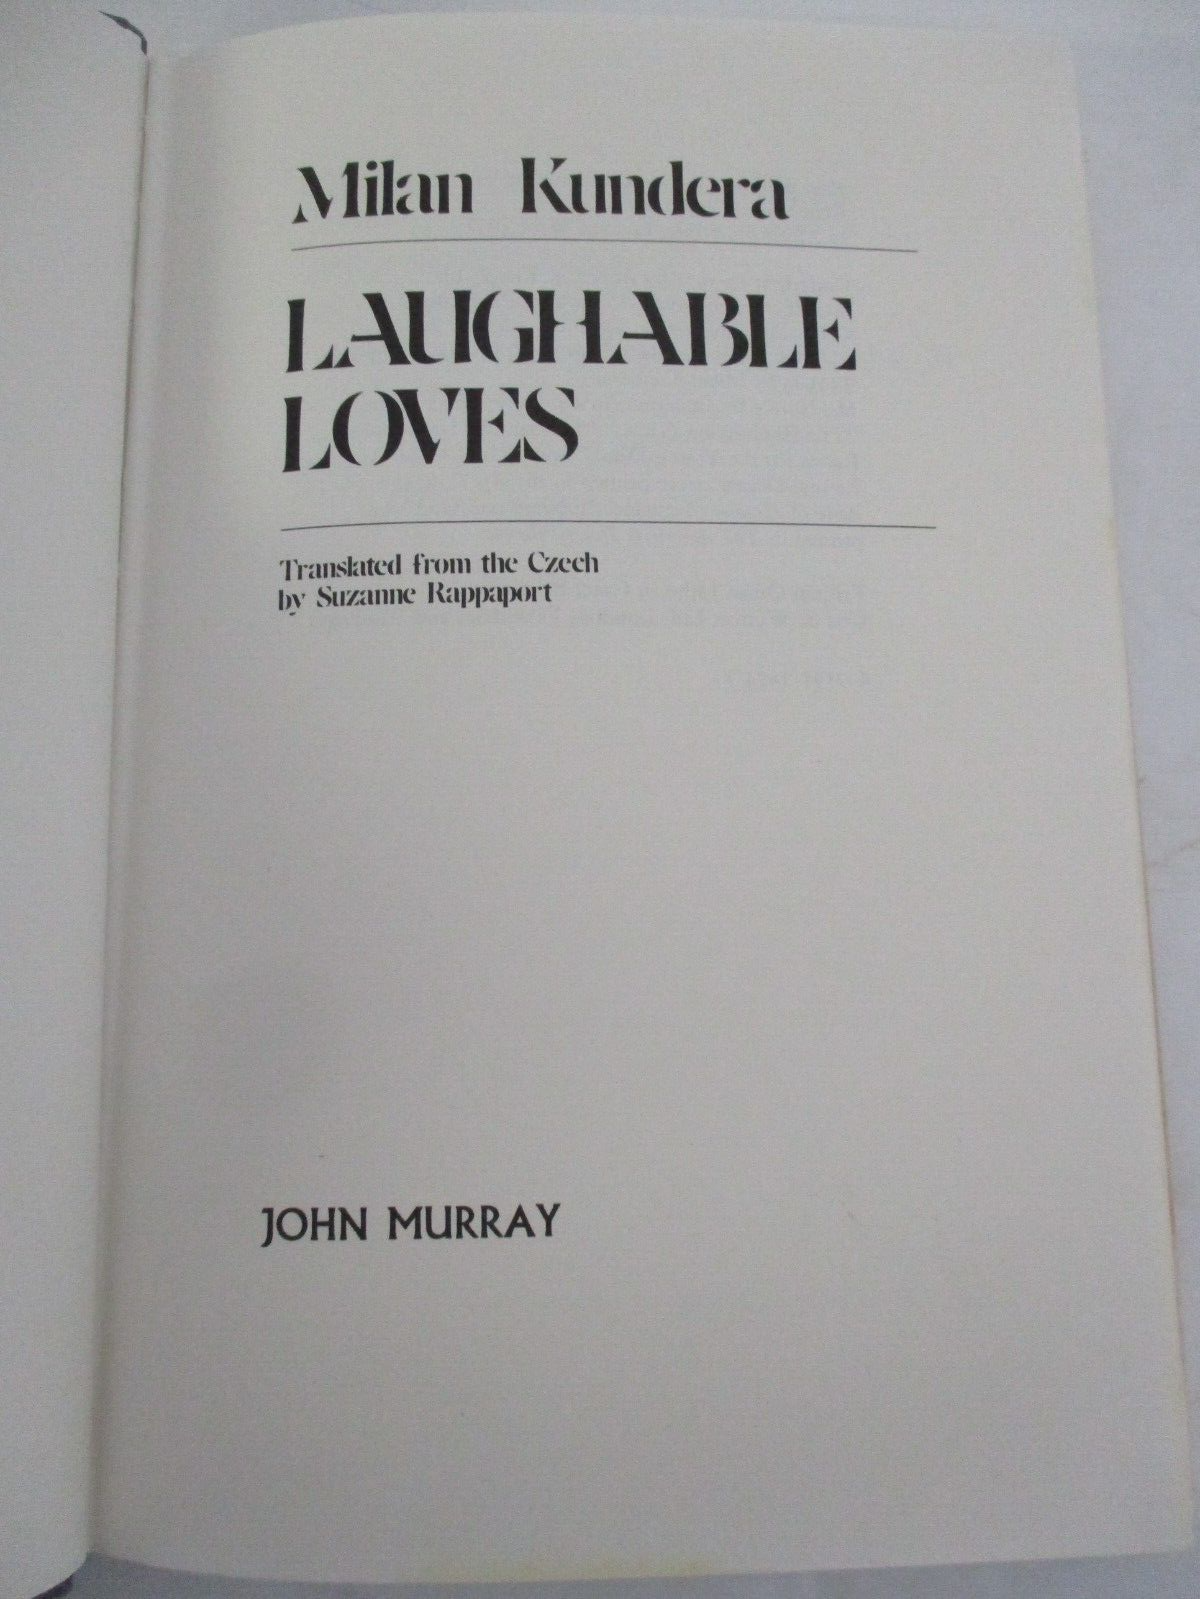 Milan Kundera
LAUGHABLE
LOVES
Translated from the Czech
by Suzanne Rappaport
JOHN MURRAY